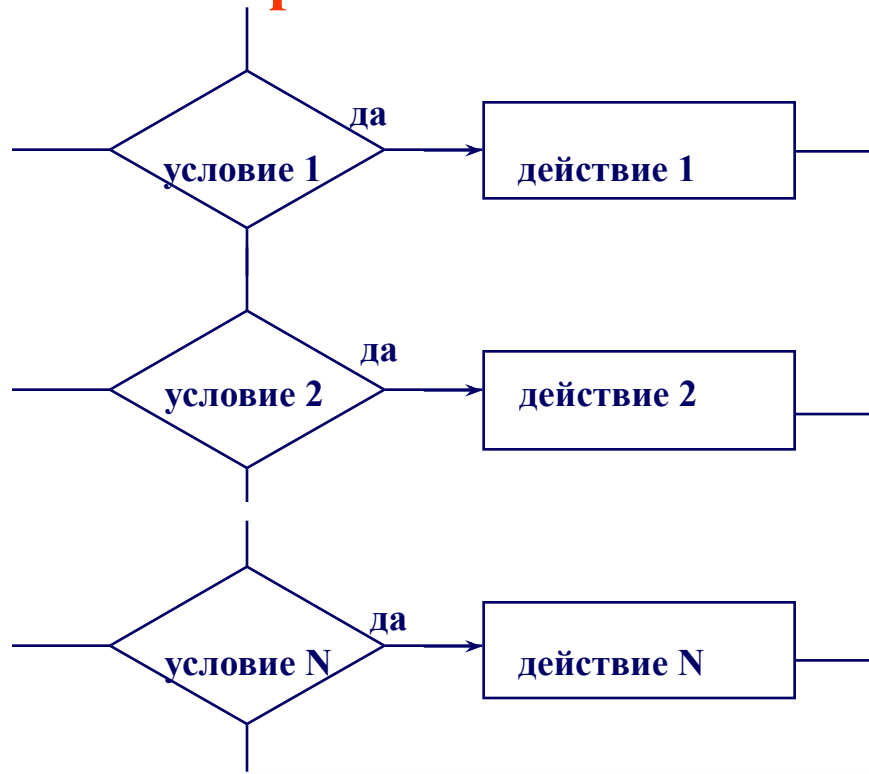 да
условие 1
действие 1
да
условие 2
действие 2
да
условие N
действие N